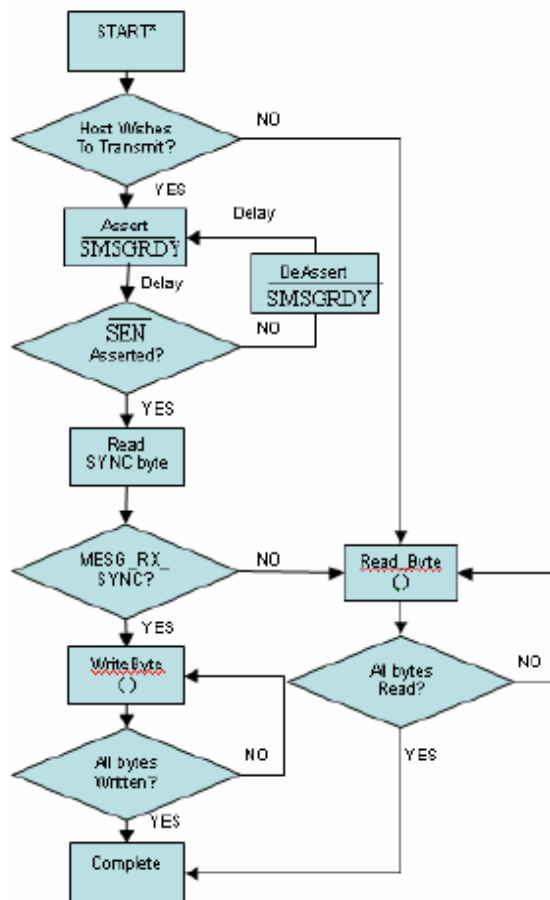 START*
Host Wishes
To Transmit?
NO
YES
Assert
SMSGRDY
Delay
DeAssert
SMSGRDY
Delay
SEN
Asserted?
NO
YES
Read
SYNC byte
MESG_RX_
SYNC?
NO
Read_Byte
()
YES
WriteByte
()
All bytes
Read?
NO
All bytes
Written?
NO
YES
YES
Complete